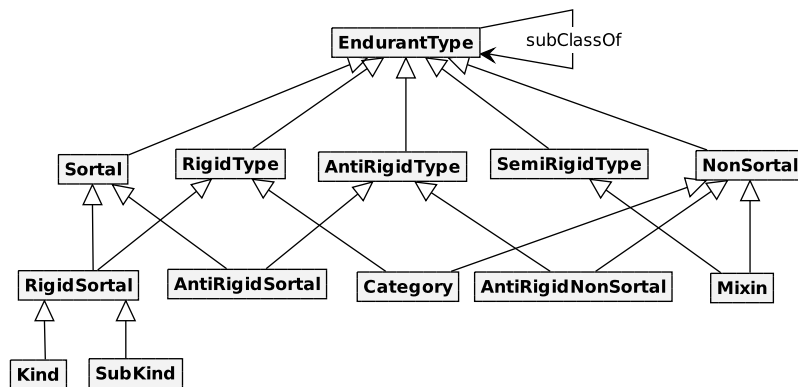 EndurantType
subClassOf
Sortal
RigidType
AntiRigidType
SemiRigidType
NonSortal
RigidSortal
AntiRigidSortal
Category
AntiRigidNonSortal
Mixin
Kind
SubKind